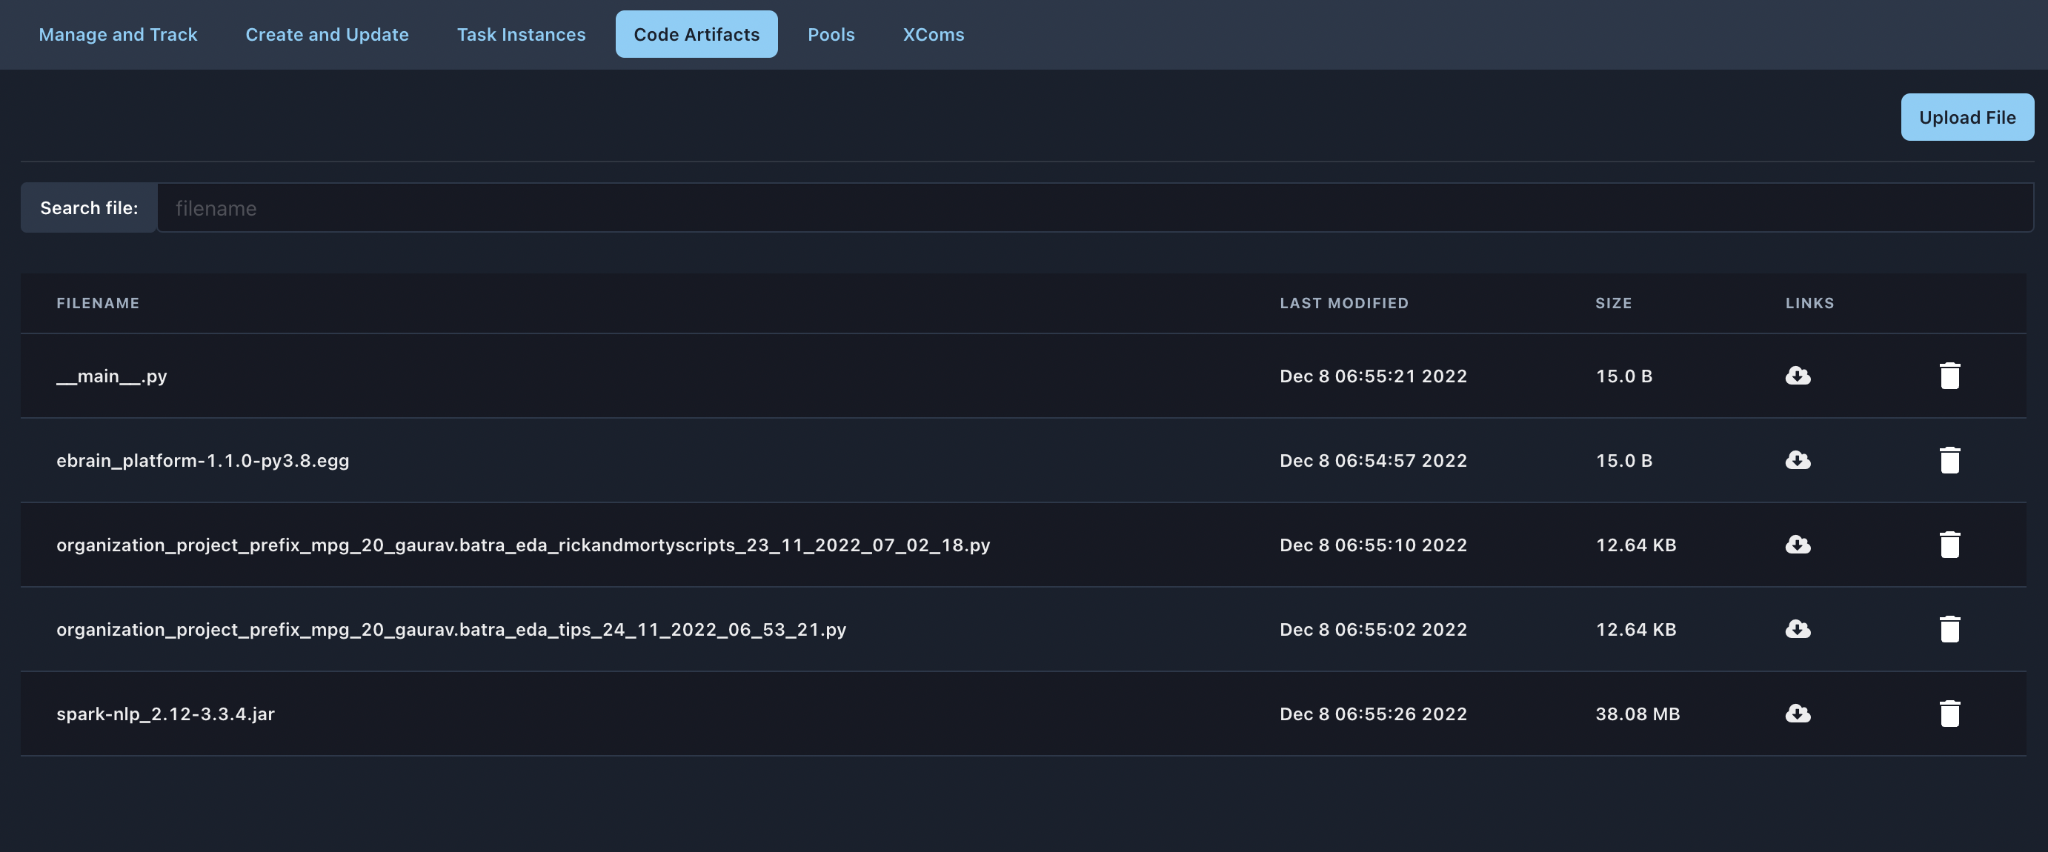 Manage and Track Create and Update Task Instances Code Artifacts Pools XComs
Upload File
Search file: filename
FILENAME LAST MODIFIED SIZE LINKS
__main__.py Dec 8 06:55:21 2022 15.0 B
ebrain_platform-1.1.0-py3.8.egg Dec 8 06:54:57 2022 15.0 B
organization_project_prefix_mpg_20_gaurav.batra_eda_rickandmortyscripts_23_11_2022_07_02_18.py Dec 8 06:55:10 2022 12.64 KB
organization_project_prefix_mpg_20_gaurav.batra_eda_tips_24_11_2022_06_53_21.py Dec 8 06:55:02 2022 12.64 KB
spark-nlp_2.12-3.3.4.jar Dec 8 06:55:26 2022 38.08 MB